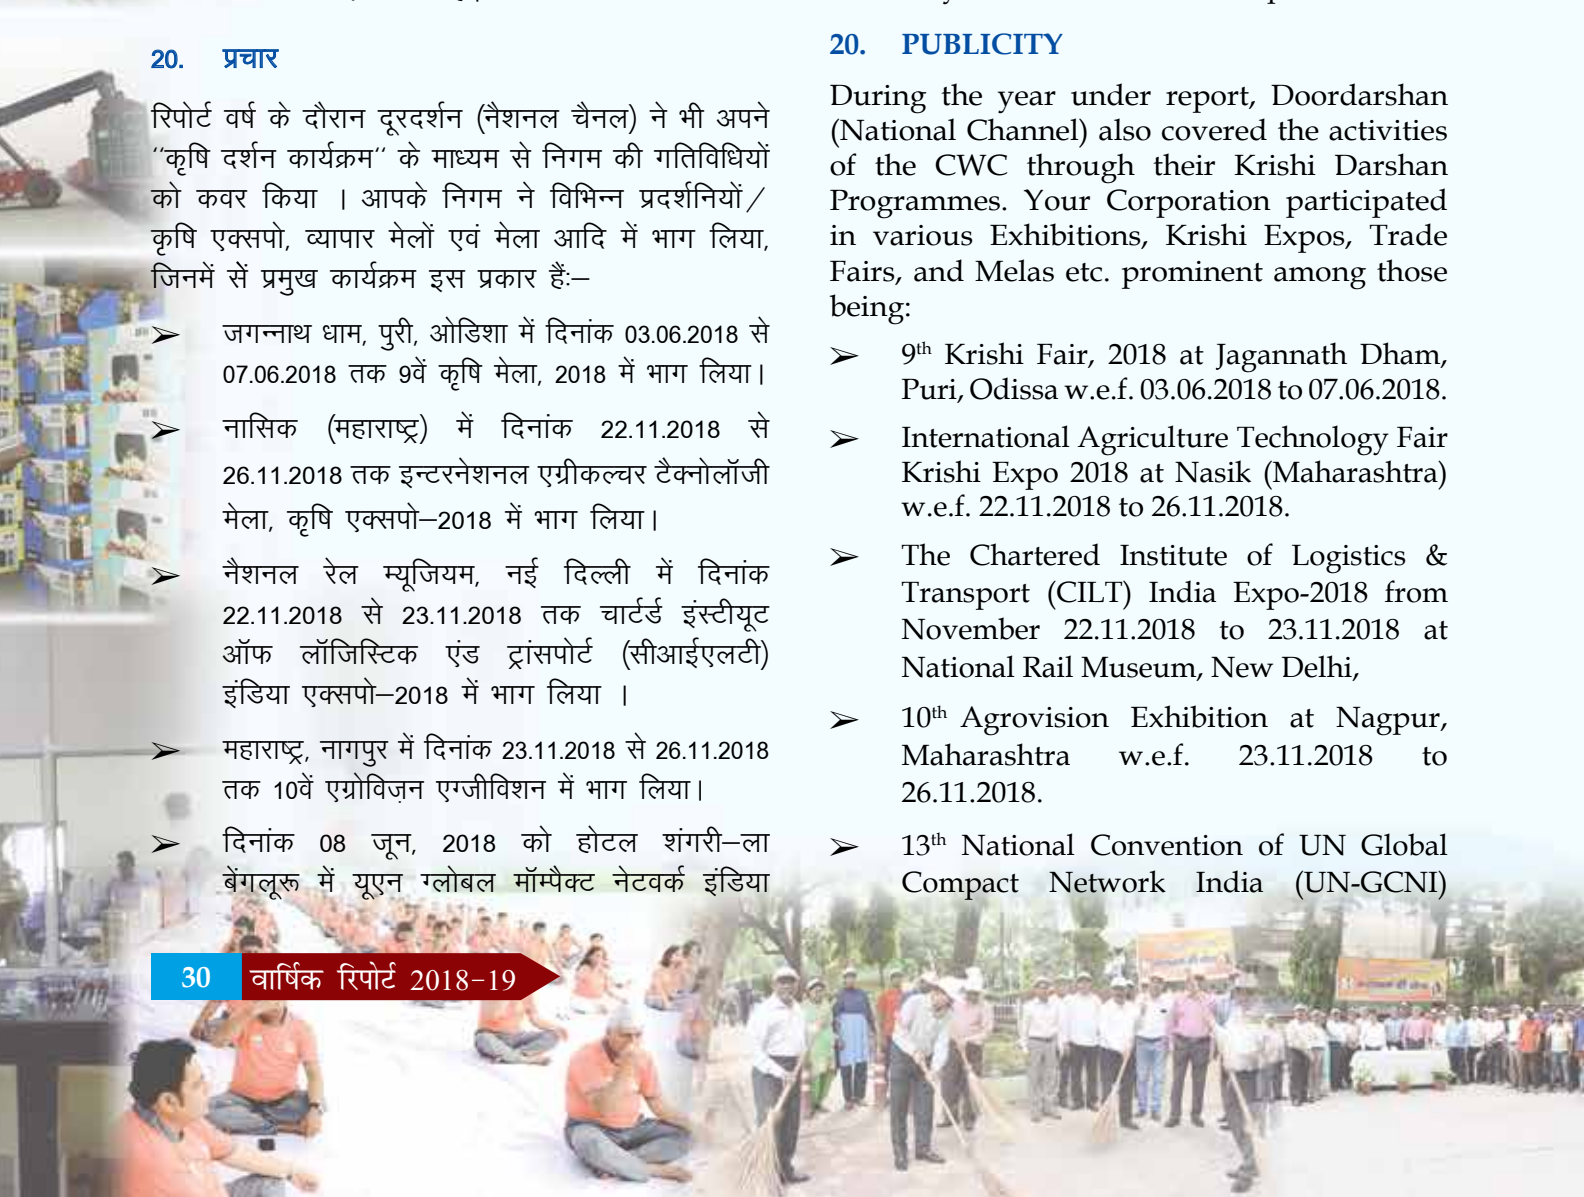 20. प्रचार
रिपोर्ट वर्ष के दौरान दूरदर्शन (नैशनल चैनल) ने भी अपने
''कृषि दर्शन कार्यक्रम'' के माध्यम से निगम की गतिविधियों
को कवर किया । आपके निगम ने विभिन्न प्रदर्शनियों/
कृषि एक्सपो, व्यापार मेलों एवं मेला आदि में भाग लिया,
जिनमें सें प्रमुख कार्यक्रम इस प्रकार हैं:–
➢ जगन्नाथ धाम, पुरी, ओडिशा में दिनांक 03.06.2018 से
07.06.2018 तक 9वें कृषि मेला, 2018 में भाग लिया।
➢ नासिक (महाराष्ट्र) में दिनांक 22.11.2018 से
26.11.2018 तक इन्टरनेशनल एग्रीकल्चर टैक्नोलॉजी
मेला, कृषि एक्सपो–2018 में भाग लिया।
➢ नैशनल रेल म्यूजियम, नई दिल्ली में दिनांक
22.11.2018 से 23.11.2018 तक चार्टर्ड इंस्टीयूट
ऑफ लॉजिस्टिक एंड ट्रांसपोर्ट (सीआईएलटी)
इंडिया एक्सपो–2018 में भाग लिया ।
➢ महाराष्ट्र, नागपुर में दिनांक 23.11.2018 से 26.11.2018
तक 10वें एग्रोविज़न एग्जीविशन में भाग लिया।
➢ दिनांक 08 जून, 2018 को होटल शंगरी–ला
बेंगलूरू में यूएन ग्लोबल मॉम्पैक्ट नेटवर्क इंडिया
20. PUBLICITY
During the year under report, Doordarshan
(National Channel) also covered the activities
of the CWC through their Krishi Darshan
Programmes. Your Corporation participated
in various Exhibitions, Krishi Expos, Trade
Fairs, and Melas etc. prominent among those
being:
➢ 9th Krishi Fair, 2018 at Jagannath Dham,
Puri, Odissa w.e.f. 03.06.2018 to 07.06.2018.
➢ International Agriculture Technology Fair
Krishi Expo 2018 at Nasik (Maharashtra)
w.e.f. 22.11.2018 to 26.11.2018.
➢ The Chartered Institute of Logistics &
Transport (CILT) India Expo-2018 from
November 22.11.2018 to 23.11.2018 at
National Rail Museum, New Delhi,
➢ 10th Agrovision Exhibition at Nagpur,
Maharashtra w.e.f. 23.11.2018 to
26.11.2018.
➢ 13th National Convention of UN Global
Compact Network India (UN-GCNI)
30 वार्षिक रिपोर्ट 2018-19